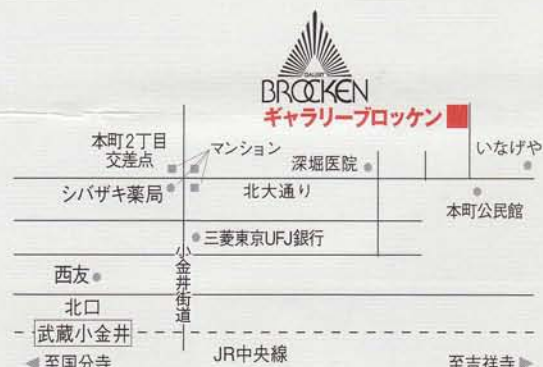 GALERIE
BROCKEN
ギャラリーブロッケン
本町2丁目
交差点
マンション
深堀医院
いなげや
シバザキ薬局
北大通り
本町公民館
三菱東京UFJ銀行
小金井街道
西友
北口
武蔵小金井
JR中央線
至国分寺
至吉祥寺